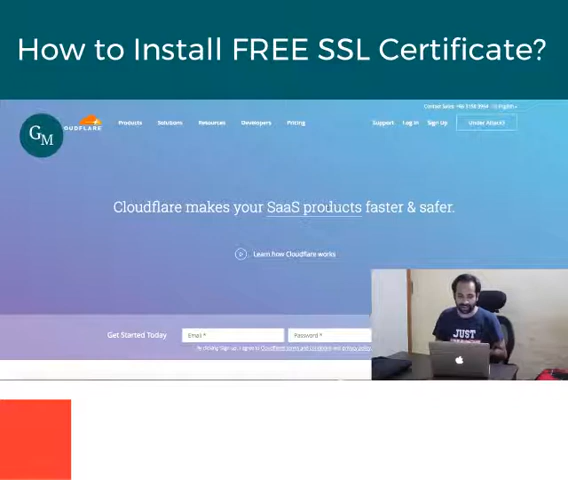 How to Install FREE SSL Certificate?
GM
CLOUDFLARE
Products Solutions Resources Developers Pricing
Support Log In Sign Up Under Attack?
Cloudflare makes your SaaS products faster & safer.
Learn how Cloudflare works
Get Started Today Email * Password *
JUST